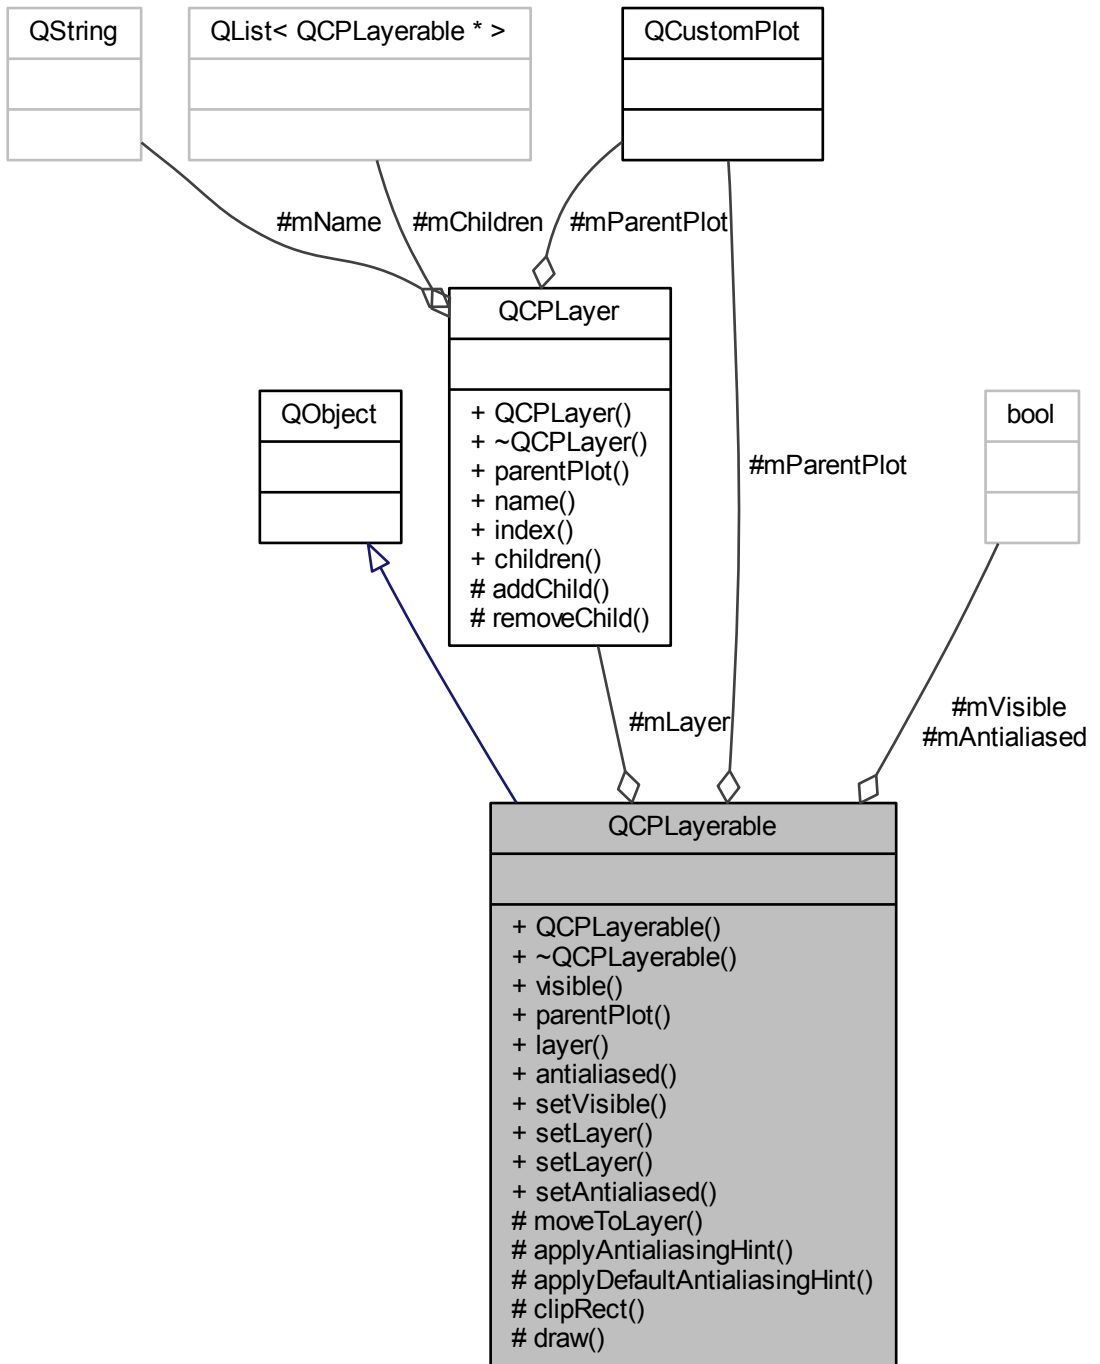 QString
QList< QCPLayerable * >
QCustomPlot
#mName
#mChildren
#mParentPlot
QCPLayer
+ QCPLayer()
+ ~QCPLayer()
+ parentPlot()
+ name()
+ index()
+ children()
# addChild()
# removeChild()
QObject
bool
#mParentPlot
#mLayer
#mVisible
#mAntialiased
QCPLayerable
+ QCPLayerable()
+ ~QCPLayerable()
+ visible()
+ parentPlot()
+ layer()
+ antialiased()
+ setVisible()
+ setLayer()
+ setLayer()
+ setAntialiased()
# moveToLayer()
# applyAntialiasingHint()
# applyDefaultAntialiasingHint()
# clipRect()
# draw()